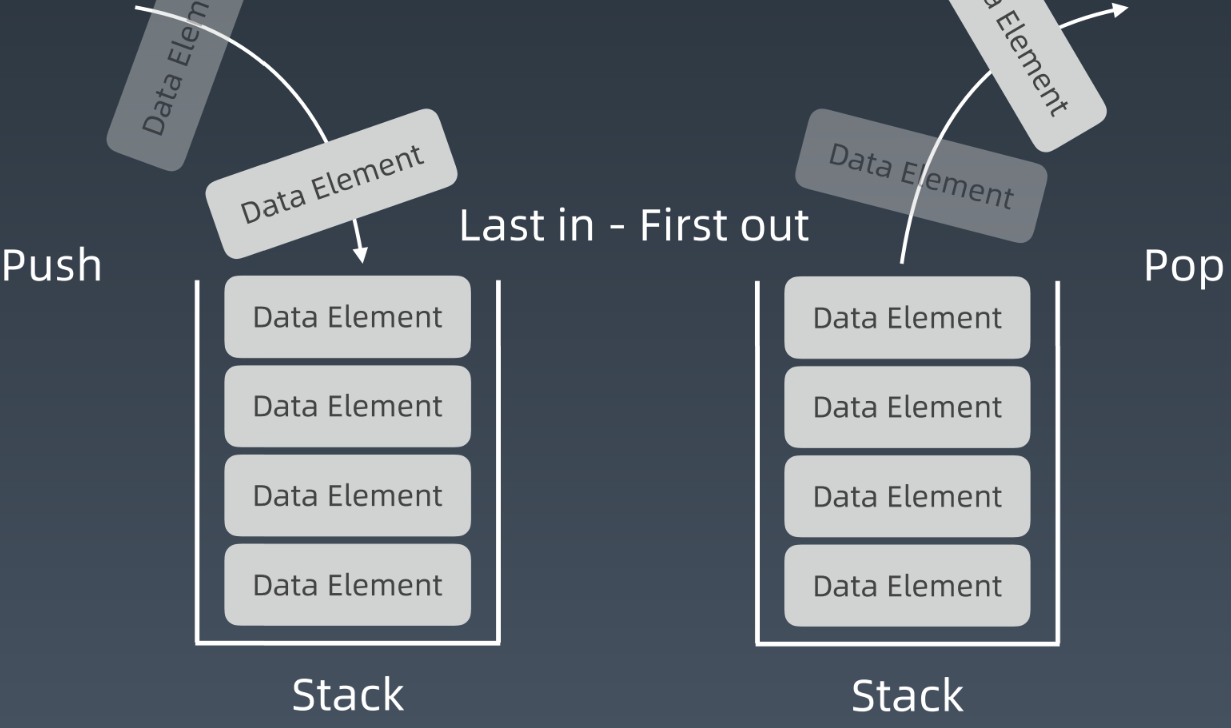 Data Elem
a Element
Data Element
Data Element
Last in - First out
Push
Pop
Data Element
Data Element
Data Element
Data Element
Data Element
Data Element
Data Element
Data Element
Stack
Stack